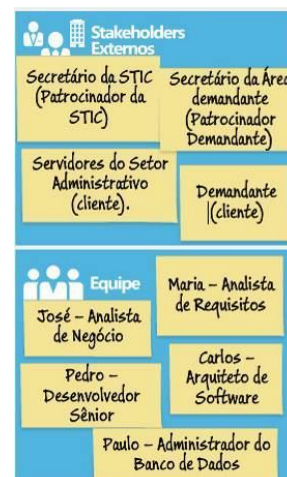 Stakeholders
Externos
Secretário da STIC
(Patrocinador da
STIC)
Secretário da Área
demandante
(Patrocinador
Demandante)
Servidores do Setor
Administrativo
(cliente).
Demandante
(cliente)
Equipe
Maria – Analista
de Requisitos
José – Analista
de Negócio
Carlos –
Arquiteto de
Software
Pedro –
Desenvolvedor
Sênior
Paulo – Administrador do
Banco de Dados